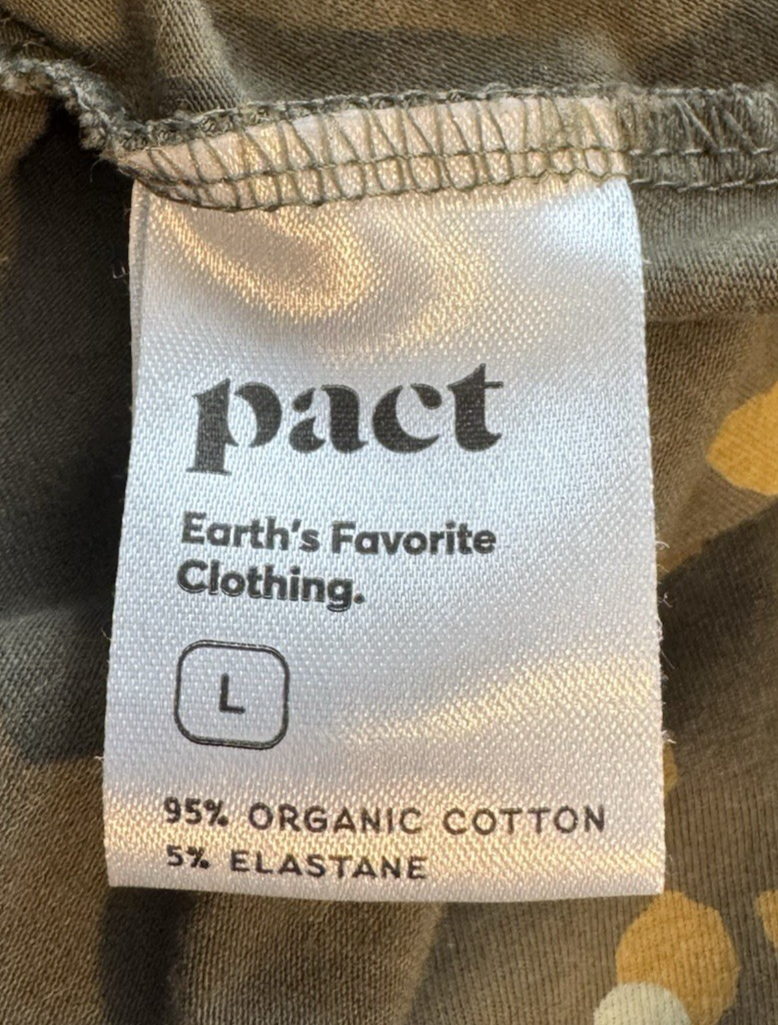 pact
Earth's Favorite
Clothing.
L
95% ORGANIC COTTON
5% ELASTANE